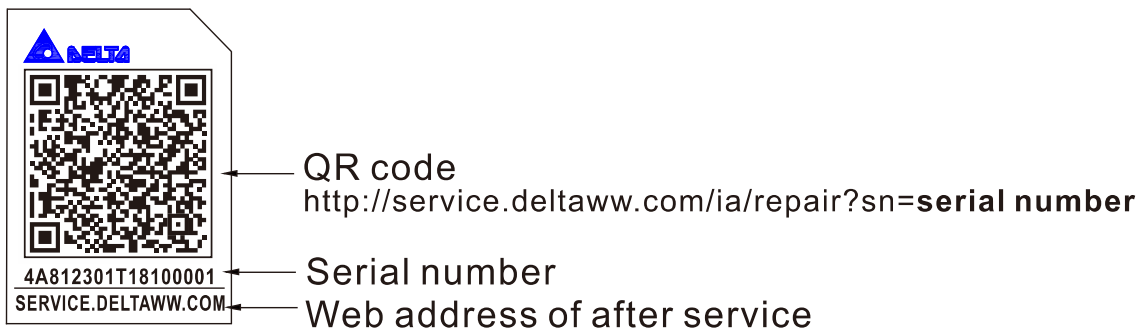 DELTA
QR code
http://service.deltaww.com/ia/repair?sn=serial number
4A812301T18100001
Serial number
SERVICE.DELTAWW.COM
Web address of after service